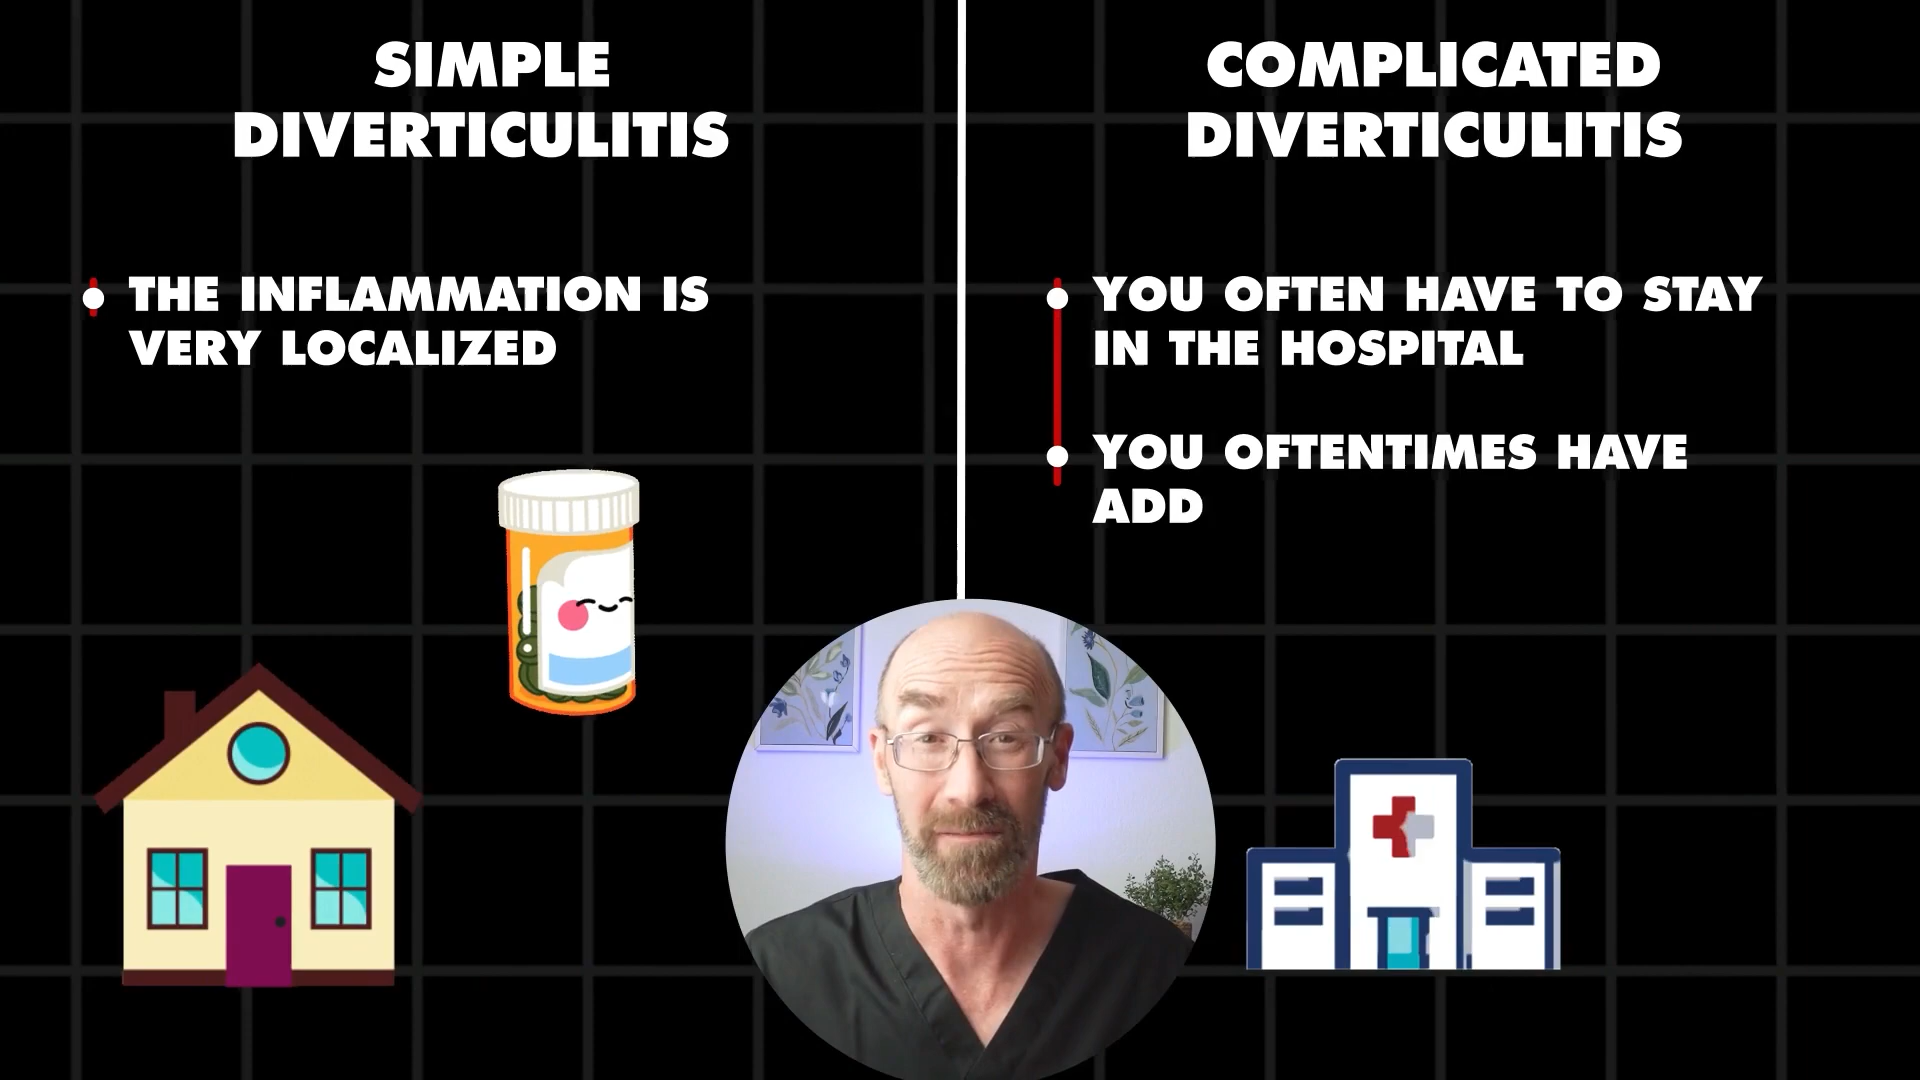 SIMPLE
DIVERTICULITIS
THE INFLAMMATION IS
VERY LOCALIZED
COMPLICATED
DIVERTICULITIS
YOU OFTEN HAVE TO STAY
IN THE HOSPITAL
YOU OFTENTIMES HAVE
ADD